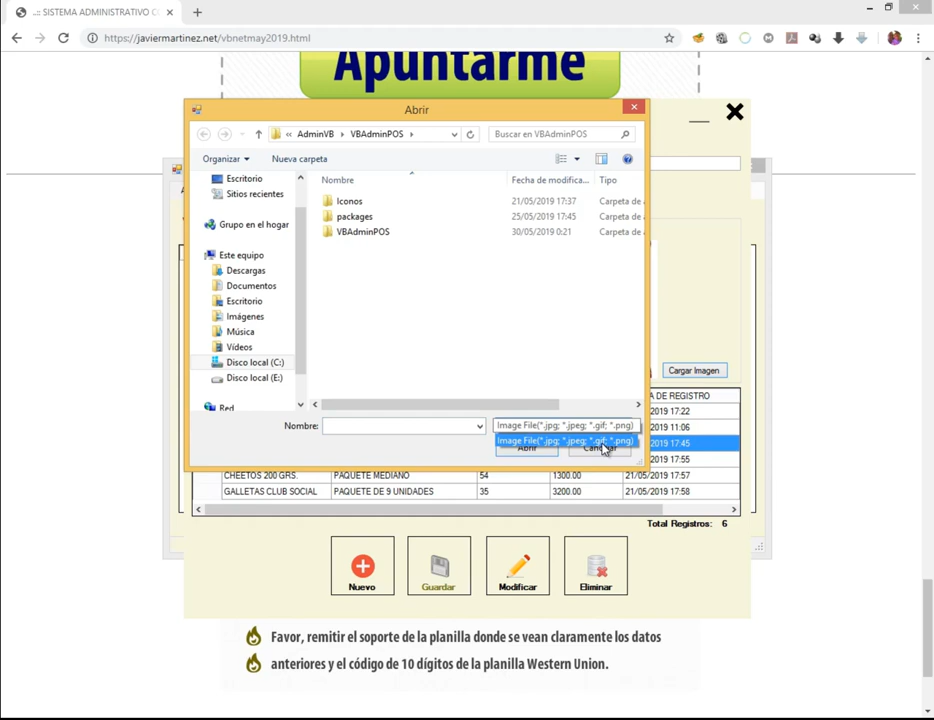 ..:: SISTEMA ADMINISTRATIVO CO
https://javiermartinez.net/vbnetmay2019.html
Apuntarme
Abrir
AdminVB
VBAdminPOS
Buscar en VBAdminPOS
Organizar
Nueva carpeta
Escritorio
Sitios recientes
Grupo en el hogar
Este equipo
Descargas
Documentos
Escritorio
Imágenes
Música
Vídeos
Disco local (C:)
Disco local (E:)
Red
Nombre Fecha de modifica... Tipo
Iconos 21/05/2019 17:37 Carpeta de
packages 25/05/2019 17:45 Carpeta de
VBAdminPOS 30/05/2019 0:21 Carpeta de
Nombre:
Image File(*.jpg; *.jpeg; *.gif; *.png)
Image File(*.jpg; *.jpeg; *.gif; *.png)
Abrir
Cancelar
Cargar Imagen
A DE REGISTRO
2019 17:22
2019 11:06
2019 17:45
2019 17:55
CHEETOS 200 GRS. PAQUETE MEDIANO 54 1300.00 21/05/2019 17:57
GALLETAS CLUB SOCIAL PAQUETE DE 9 UNIDADES 35 3200.00 21/05/2019 17:58
Total Registros: 6
Nuevo
Guardar
Modificar
Eliminar
Favor, remitir el soporte de la planilla donde se vean claramente los datos
anteriores y el código de 10 dígitos de la planilla Western Union.